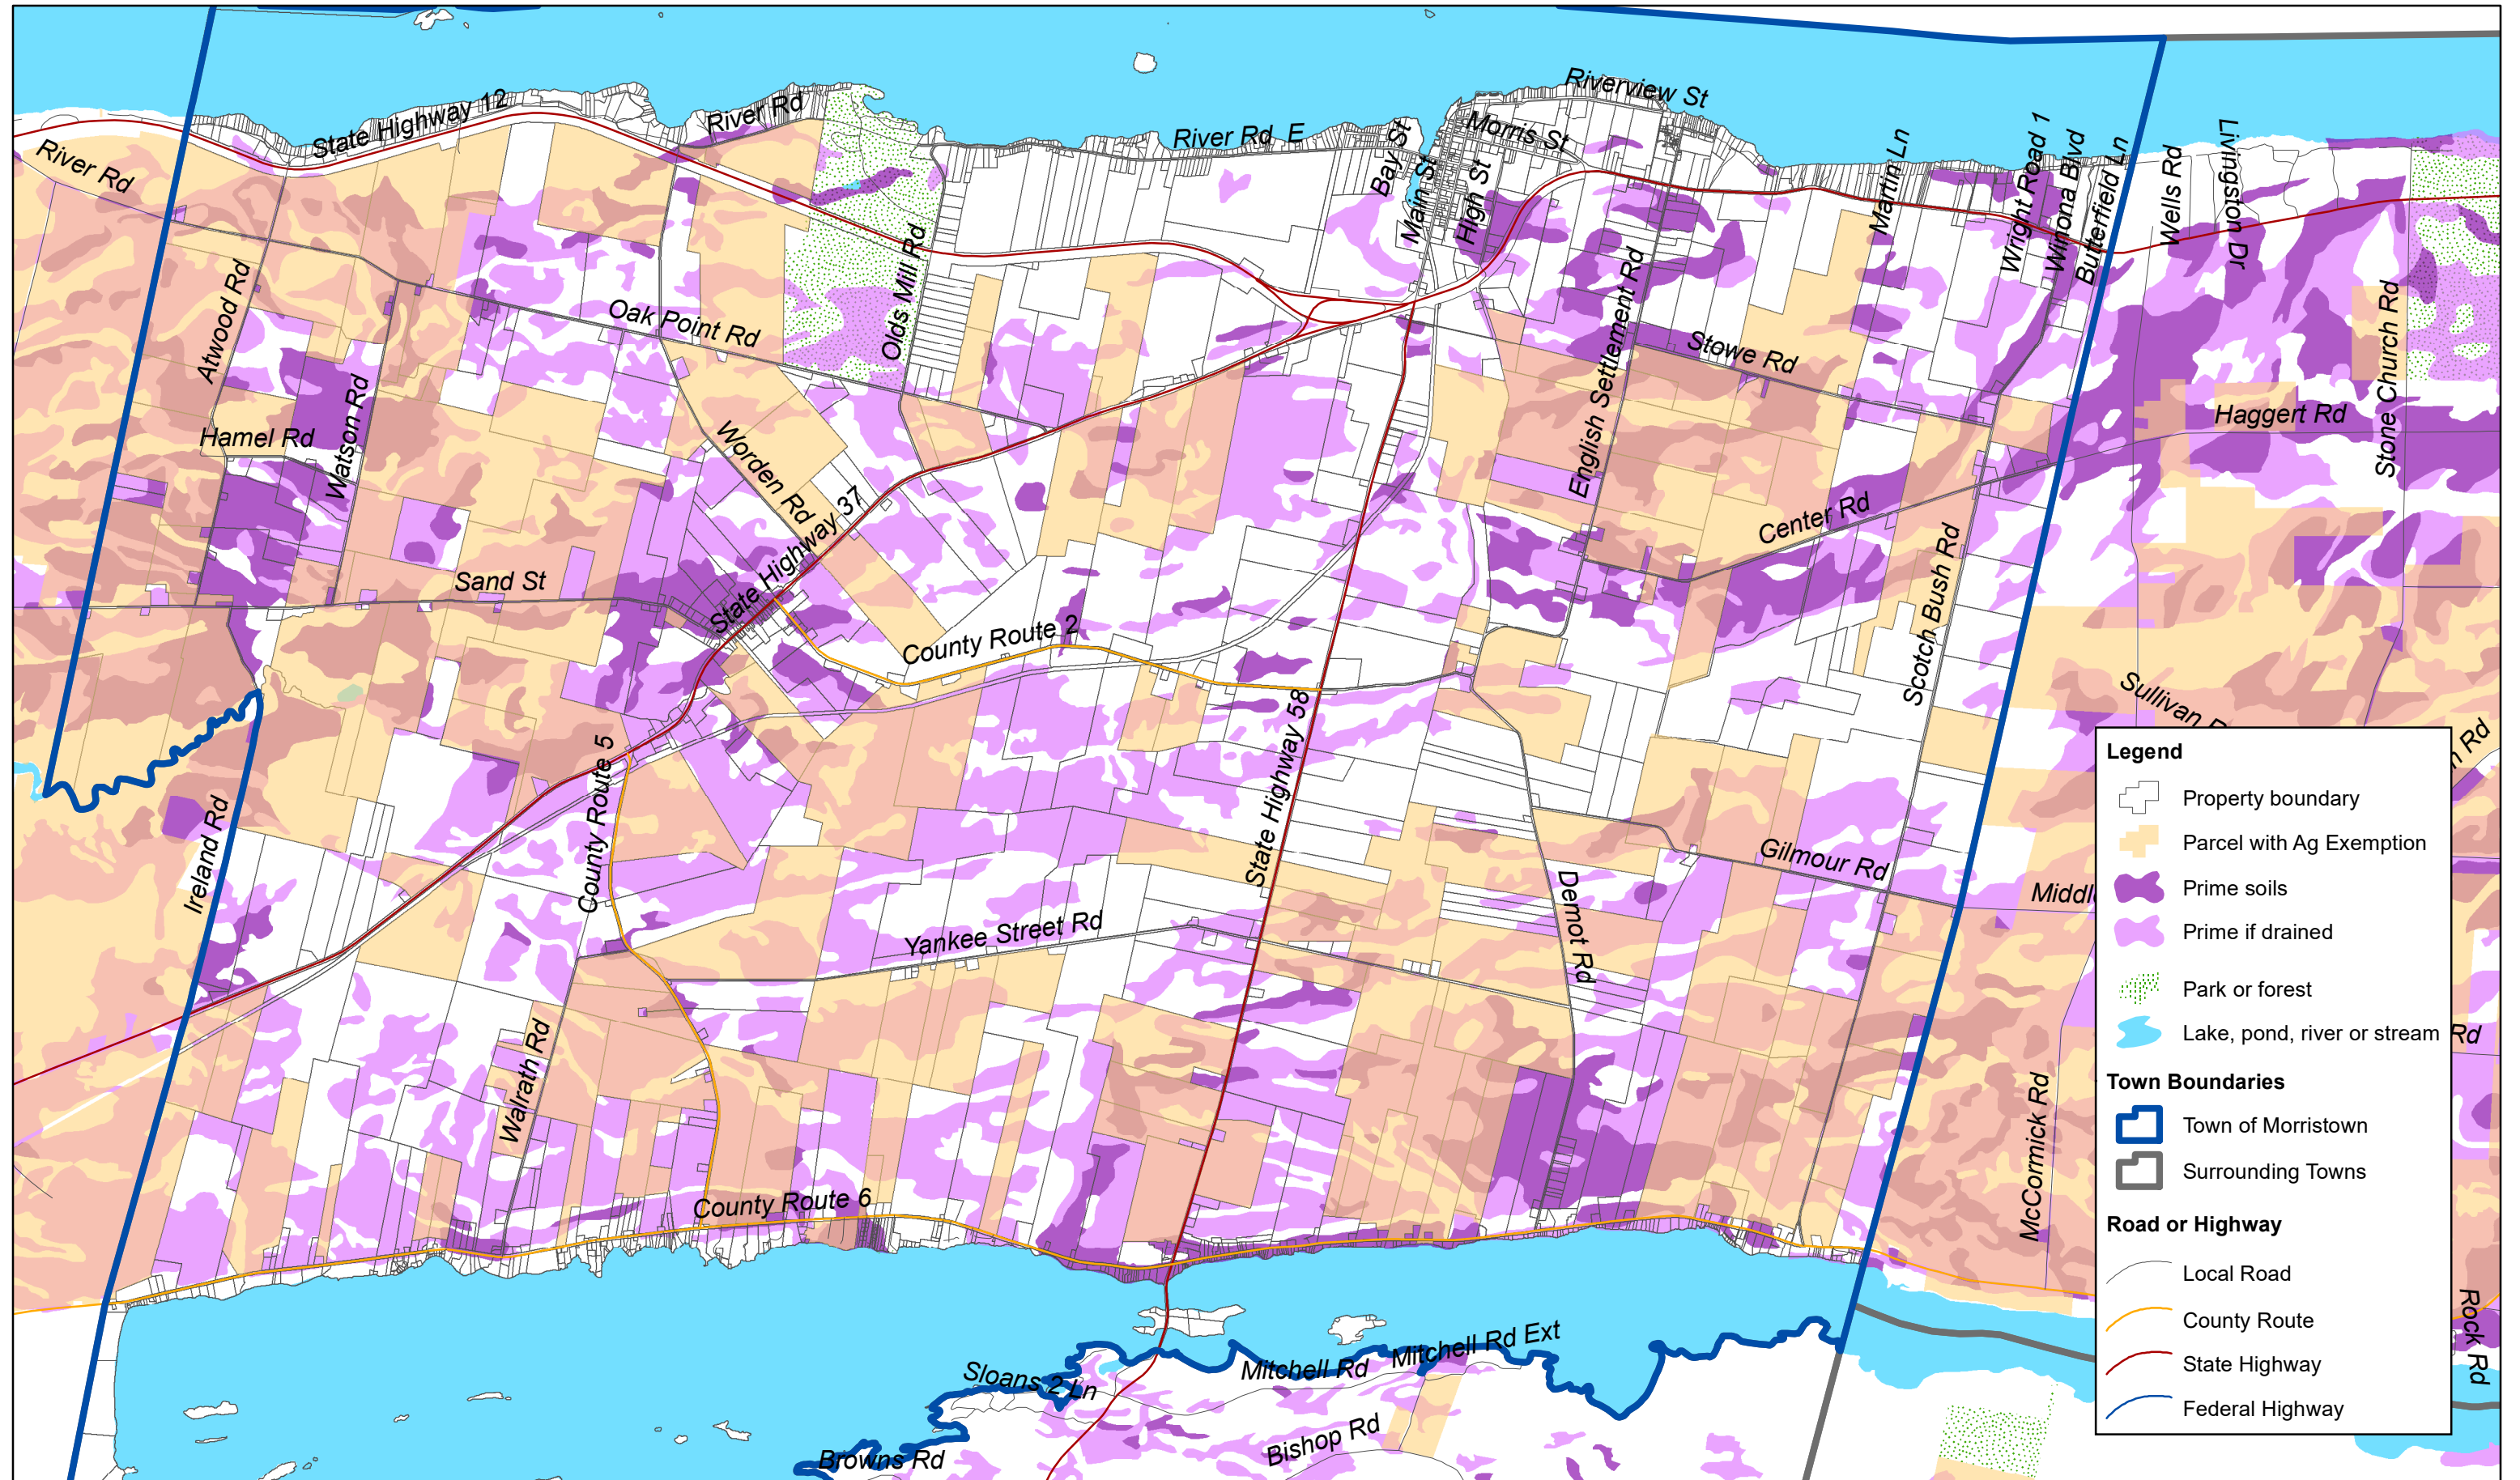 Riverview St
State Highway 12
River Rd
River Rd E
Bay St
Morris St
Main St
High St
Martin Ln
Wright Road 1
Winona Blvd
Butterfield Ln
Wells Rd
Livingston Dr
River Rd
Atwood Rd
Oak Point Rd
Olds Mill Rd
English Settlement Rd
Stowe Rd
Stone Church Rd
Haggert Rd
Hamel Rd
Watson Rd
Worden Rd
State Highway 37
Center Rd
Scotch Bush Rd
Sand St
County Route 2
State Highway 58
Sullivan
Rd
County Route 5
Ireland Rd
Gilmour Rd
Demot Rd
Yankee Street Rd
Walrath Rd
McCormick Rd
Rd
County Route 6
Rock Rd
Sloans 2 Ln
Mitchell Rd
Mitchell Rd Ext
Bishop Rd
Browns Rd
Legend
Property boundary
Parcel with Ag Exemption
Prime soils
Prime if drained
Park or forest
Lake, pond, river or stream
Town Boundaries
Town of Morristown
Surrounding Towns
Road or Highway
Local Road
County Route
State Highway
Federal Highway